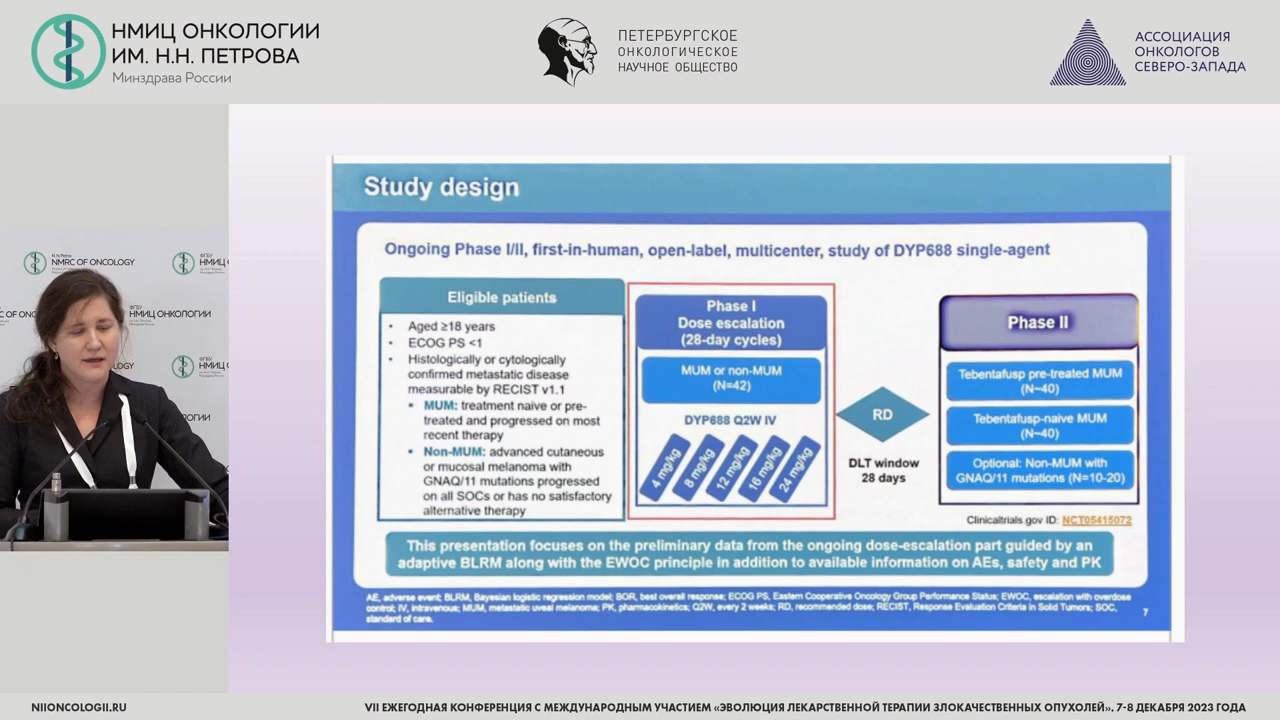 НМИЦ ОНКОЛОГИИ
ИМ. Н.Н. ПЕТРОВА
Минздрава России
ПЕТЕРБУРГСКОЕ
ОНКОЛОГИЧЕСКОЕ
НАУЧНОЕ ОБЩЕСТВО
АССОЦИАЦИЯ
ОНКОЛОГОВ
СЕВЕРО-ЗАПАДА
NMRC OF ONCOLOGY
НМИЦ ОНКОЛОГИИ
Study design
Ongoing Phase I/II, first-in-human, open-label, multicenter, study of DYP688 single-agent
Eligible patients
• Aged ≥18 years
• ECOG PS <1
• Histologically or cytologically
confirmed metastatic disease
measurable by RECIST v1.1
▪ MUM: treatment naive or pre-
treated and progressed on most
recent therapy
▪ Non-MUM: advanced cutaneous
or mucosal melanoma with
GNAQ/11 mutations progressed
on all SOCs or has no satisfactory
alternative therapy
Phase I
Dose escalation
(28-day cycles)
MUM or non-MUM
(N=42)
DYP688 Q2W IV
4 mg/kg
8 mg/kg
12 mg/kg
16 mg/kg
24 mg/kg
RD
DLT window
28 days
Phase II
Tebentafusp pre-treated MUM
(N~40)
Tebentafusp-naive MUM
(N~40)
Optional: Non-MUM with
GNAQ/11 mutations (N=10-20)
Clinicaltrials.gov ID: NCT05415072
This presentation focuses on the preliminary data from the ongoing dose-escalation part guided by an
adaptive BLRM along with the EWOC principle in addition to available information on AEs, safety and PK
AE, adverse event; BLRM, Bayesian logistic regression model; BOR, best overall response; ECOG PS, Eastern Cooperative Oncology Group Performance Status; EWOC, escalation with overdose
control; IV, intravenous; MUM, metastatic uveal melanoma; PK, pharmacokinetics; Q2W, every 2 weeks; RD, recommended dose; RECIST, Response Evaluation Criteria in Solid Tumors; SOC,
standard of care.
7
NIIONCOLOGII.RU
VII ЕЖЕГОДНАЯ КОНФЕРЕНЦИЯ С МЕЖДУНАРОДНЫМ УЧАСТИЕМ «ЭВОЛЮЦИЯ ЛЕКАРСТВЕННОЙ ТЕРАПИИ ЗЛОКАЧЕСТВЕННЫХ ОПУХОЛЕЙ». 7-8 ДЕКАБРЯ 2023 ГОДА